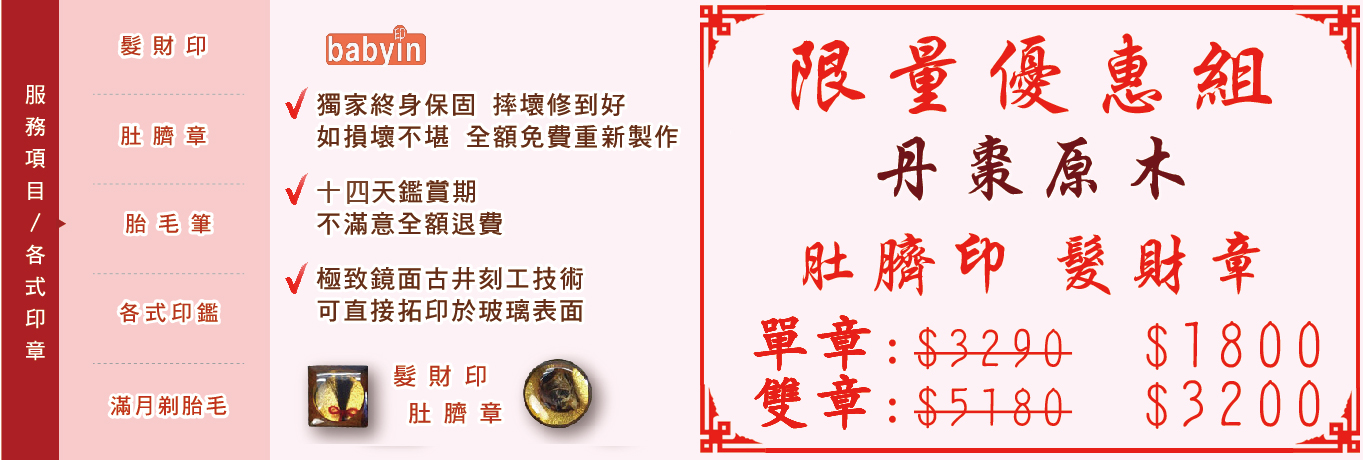 服務項目/各式印章
髮財印
肚臍章
胎毛筆
各式印鑑
滿月剃胎毛
印
babyin
獨家終身保固 摔壞修到好
如損壞不堪 全額免費重新製作
十四天鑑賞期
不滿意全額退費
極致鏡面古井刻工技術
可直接拓印於玻璃表面
髮財印
肚臍章
限量優惠組
丹棗原木
肚臍印 髮財章
單章:$3290 $1800
雙章:$5180 $3200